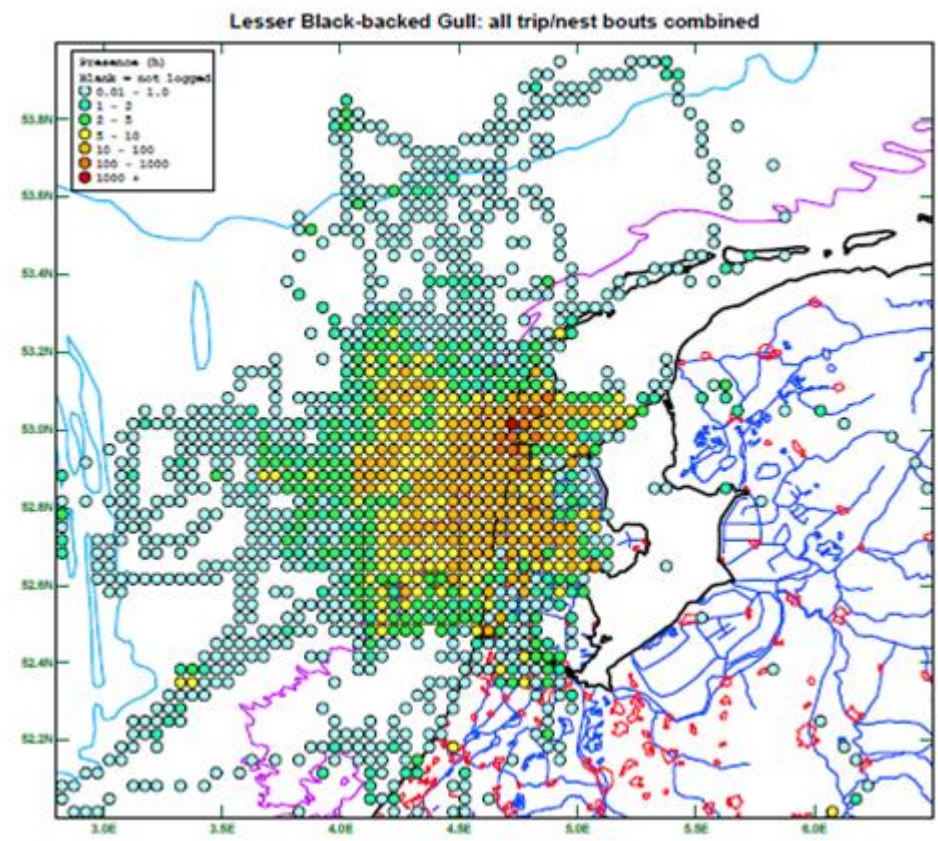 Lesser Black-backed Gull: all trip/nest bouts combined
Presence (h)
Blank = not logged
0.01 - 1.0
1 - 2
2 - 5
5 - 10
10 - 100
100 - 1000
1000 +
53.8N
53.6N
53.4N
53.2N
53.0N
52.8N
52.6N
52.4N
52.2N
3.0E 3.5E 4.0E 4.5E 5.0E 5.5E 6.0E